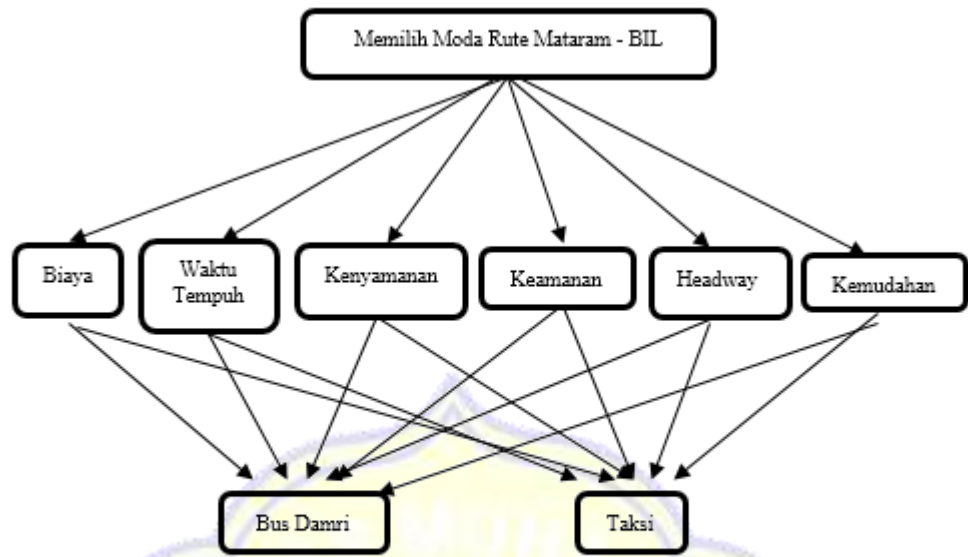 Memilih Moda Rute Mataram - BIL
Biaya
Waktu
Tempuh
Kenyamanan
Keamanan
Headway
Kemudahan
Bus Damri
Taksi